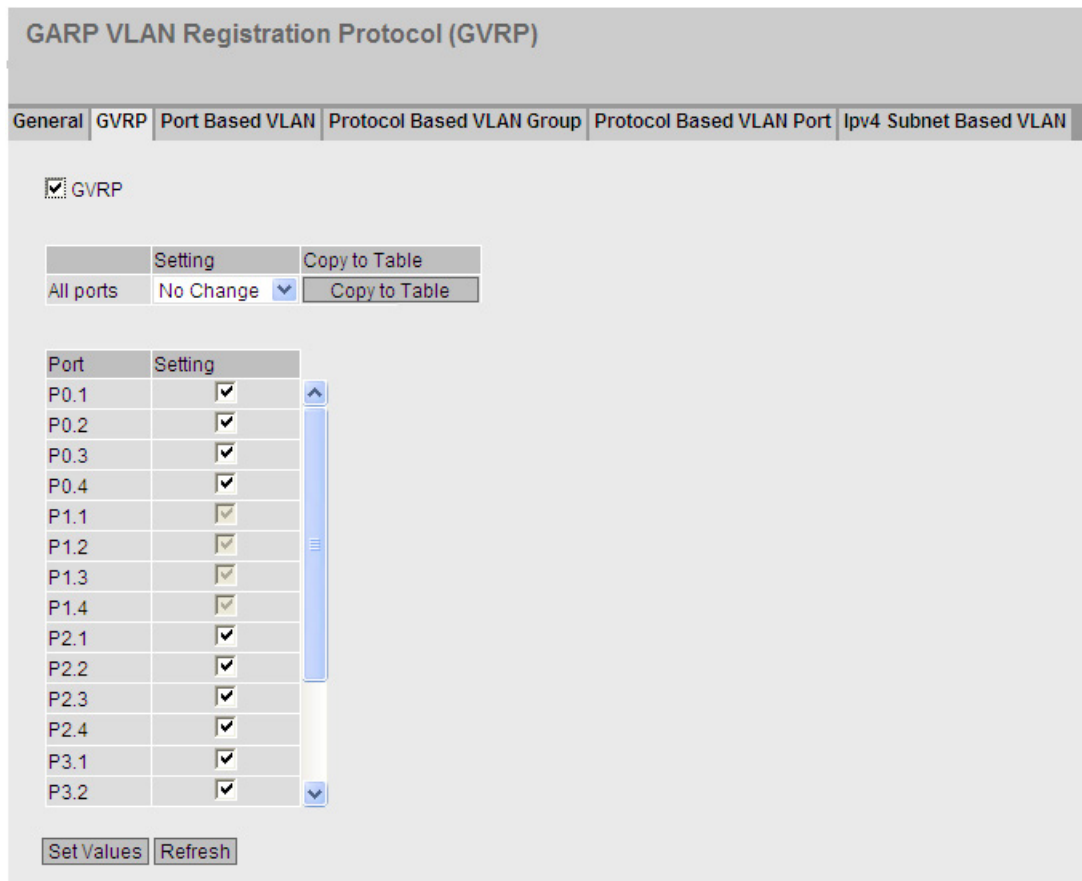 GARP VLAN Registration Protocol (GVRP)
General GVRP Port Based VLAN Protocol Based VLAN Group Protocol Based VLAN Port Ipv4 Subnet Based VLAN
GVRP
Setting Copy to Table
All ports No Change Copy to Table
Port Setting
P0.1
P0.2
P0.3
P0.4
P1.1
P1.2
P1.3
P1.4
P2.1
P2.2
P2.3
P2.4
P3.1
P3.2
Set Values Refresh